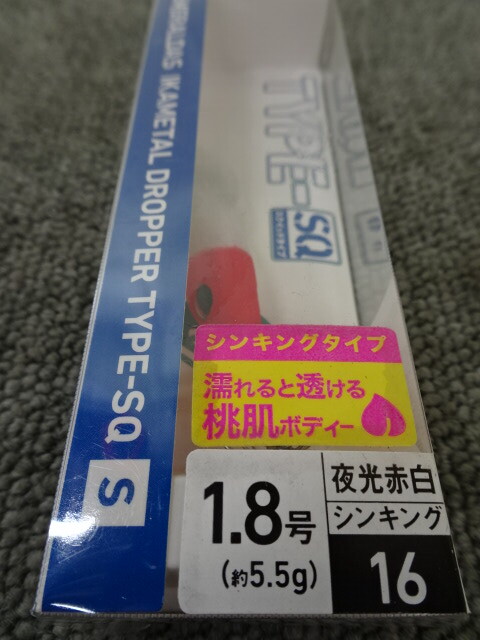 IKAMETAL DROPPER TYPE-SQ S
TYPE-SQ
シンキングタイプ
濡れると透ける
桃肌ボディー
1.8号
(約5.5g)
夜光赤白
シンキング
16